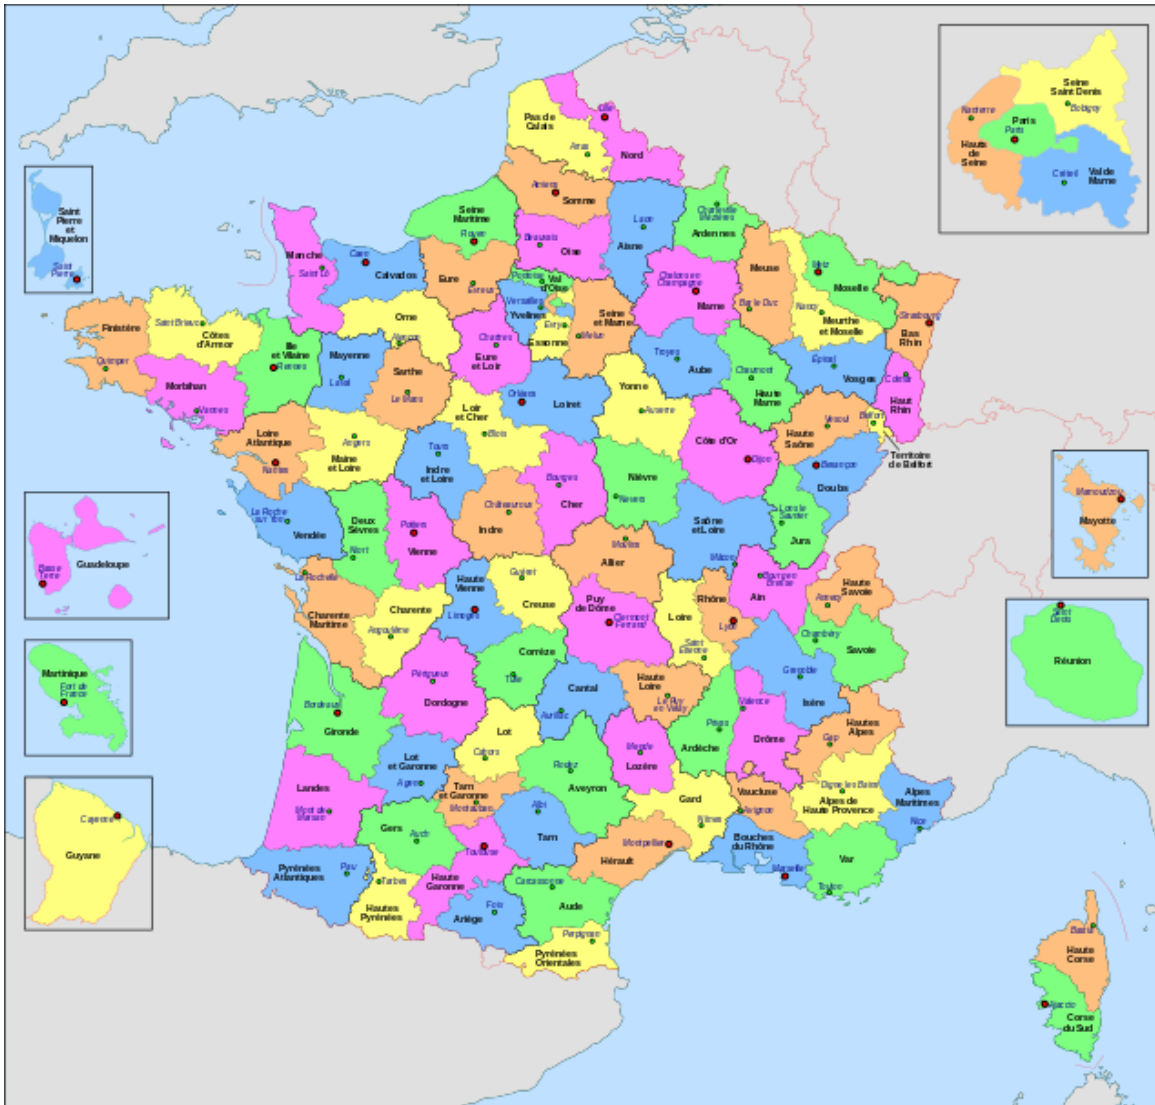 Pas de
Calais
Arras
Lille
Nord
Amiens
Somme
Seine
Maritime
Rouen
Beauvais
Oise
Laon
Aisne
Charleville
Mézières
Ardennes
Seine
Saint Denis
Bobigny
Nanterre
Paris
Paris
Hauts
de
Seine
Créteil
Val de
Marne
Saint
Pierre
et
Miquelon
Saint
Pierre
Manche
Saint Lô
Caen
Calvados
Eure
Évreux
Pontoise
Val
d'Oise
Versailles
Yvelines
Évry
Essonne
Seine
et Marne
Melun
Chalons en
Champagne
Marne
Meuse
Bar le Duc
Metz
Moselle
Nancy
Meurthe
et Moselle
Strasbourg
Bas
Rhin
Finistère
Quimper
Saint Brieuc
Côtes
d'Armor
Morbihan
Vannes
Ille
et Vilaine
Rennes
Orne
Alençon
Mayenne
Laval
Sarthe
Le Mans
Chartres
Eure
et Loir
Orléans
Loiret
Yonne
Auxerre
Troyes
Aube
Chaumont
Haute
Marne
Épinal
Vosges
Colmar
Haut
Rhin
Loire
Atlantique
Nantes
Angers
Maine
et Loire
Loir
et Cher
Blois
Tours
Indre
et Loire
Côte d'Or
Dijon
Haute
Saône
Vesoul
Belfort
Territoire
de Belfort
Besançon
Doubs
Bourges
Cher
Nièvre
Nevers
La Roche
sur Yon
Vendée
Deux
Sèvres
Niort
Poitiers
Vienne
Châteauroux
Indre
Saône
et Loire
Mâcon
Lons le
Saunier
Jura
Mamoudzou
Mayotte
Basse
Terre
Guadeloupe
La Rochelle
Charente
Maritime
Charente
Angoulême
Haute
Vienne
Limoges
Guéret
Creuse
Moulins
Allier
Puy
de Dôme
Clermont
Ferrand
Loire
Saint
Étienne
Rhône
Lyon
Bourg en
Bresse
Ain
Haute
Savoie
Annecy
Chambéry
Savoie
Saint
Denis
Réunion
Martinique
Fort de
France
Bordeaux
Gironde
Périgueux
Dordogne
Corrèze
Tulle
Cantal
Aurillac
Haute
Loire
Le Puy
en Velay
Grenoble
Isère
Valence
Drôme
Privas
Ardèche
Hautes
Alpes
Gap
Landes
Mont de
Marsan
Lot
et Garonne
Agen
Lot
Cahors
Rodez
Aveyron
Mende
Lozère
Cayenne
Guyane
Tarn
et Garonne
Montauban
Gers
Auch
Albi
Tarn
Gard
Nîmes
Vaucluse
Avignon
Digne les Bains
Alpes de
Haute Provence
Alpes
Maritimes
Nice
Pyrénées
Atlantiques
Pau
Tarbes
Hautes
Pyrénées
Toulouse
Haute
Garonne
Foix
Ariège
Carcassonne
Aude
Montpellier
Hérault
Bouches
du Rhône
Marseille
Var
Toulon
Perpignan
Pyrénées
Orientales
Bastia
Haute
Corse
Ajaccio
Corse
du Sud